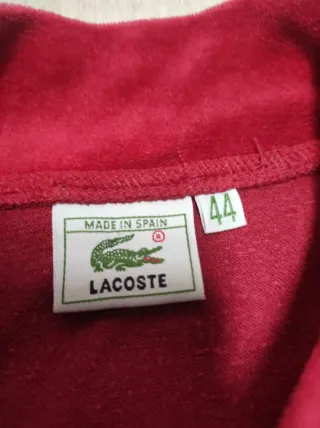 MADE IN SPAIN
®
LACOSTE
44